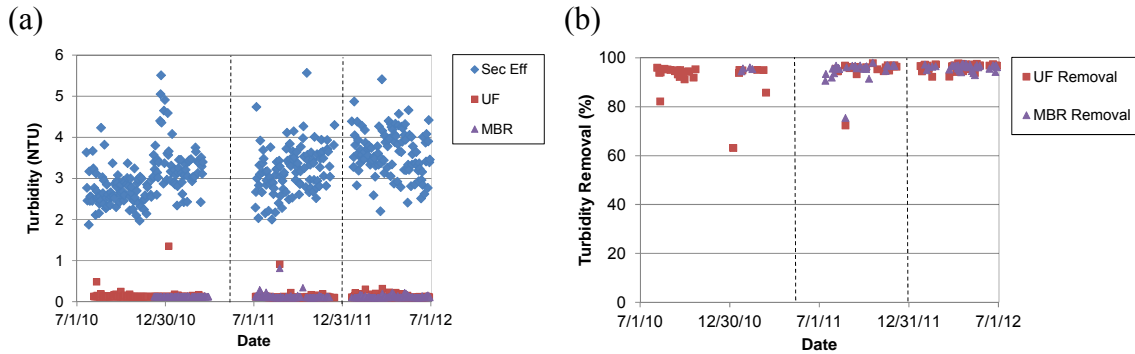 (a)
Turbidity (NTU)
6
5
4
3
2
1
0
7/1/10
12/30/10
7/1/11
12/31/11
7/1/12
Date
Sec Eff
UF
MBR
(b)
Turbidity Removal (%)
100
80
60
40
20
0
7/1/10
12/30/10
7/1/11
12/31/11
7/1/12
Date
UF Removal
MBR Removal